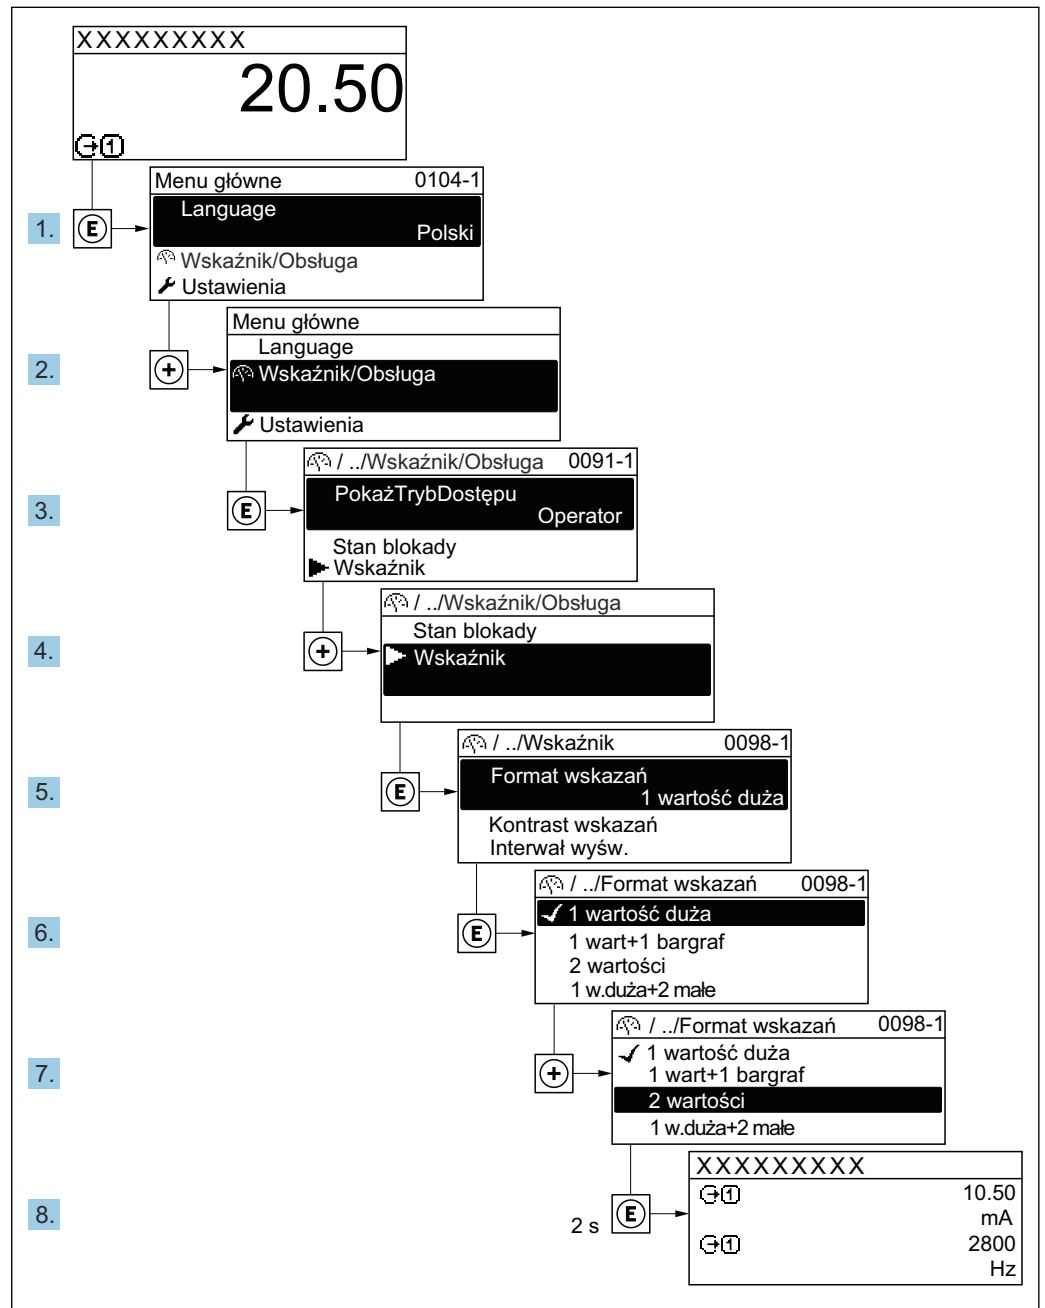 XXXXXXXXX
20.50
1
Menu główne 0104-1
Language
Polski
Wskaźnik/Obsługa
Ustawienia
1. E
Menu główne
Language
Wskaźnik/Obsługa
Ustawienia
2. +
/ ../Wskaźnik/Obsługa 0091-1
PokażTrybDostępu
Operator
Stan blokady
Wskaźnik
3. E
/ ../Wskaźnik/Obsługa
Stan blokady
Wskaźnik
4. +
/ ../Wskaźnik 0098-1
Format wskazań
1 wartość duża
Kontrast wskazań
Interwał wyśw.
5. E
/ ../Format wskazań 0098-1
1 wartość duża
1 wart+1 bargraf
2 wartości
1 w.duża+2 małe
6. E
/ ../Format wskazań 0098-1
1 wartość duża
1 wart+1 bargraf
2 wartości
1 w.duża+2 małe
7. +
XXXXXXXXX
1 10.50
mA
1 2800
Hz
8. 2 s E